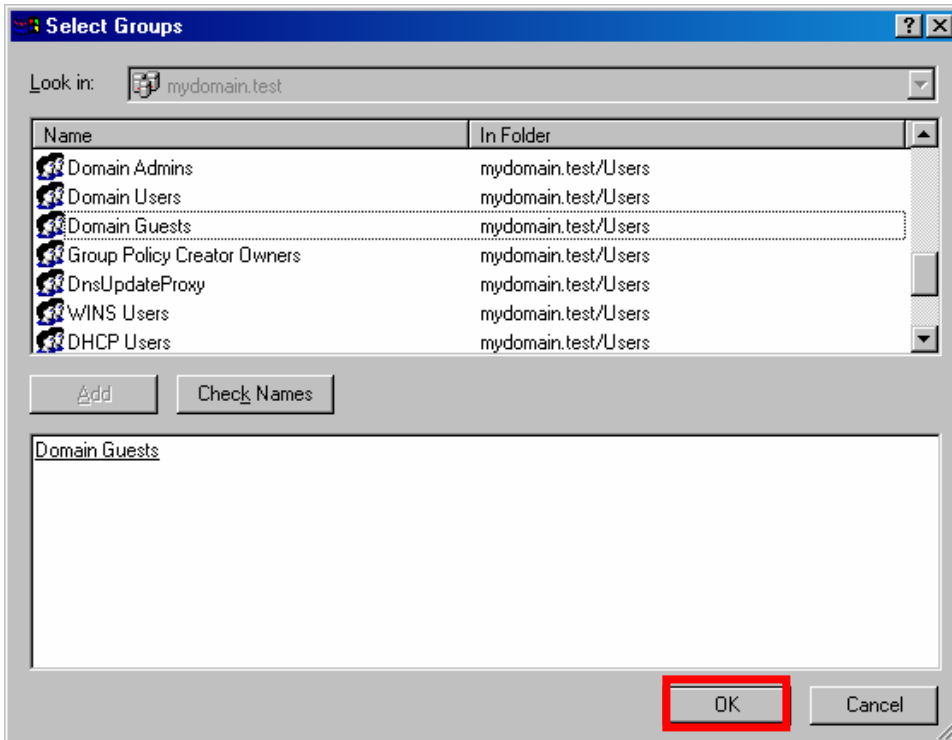 Select Groups
Look in: mydomain.test
Name In Folder
Domain Admins mydomain.test/Users
Domain Users mydomain.test/Users
Domain Guests mydomain.test/Users
Group Policy Creator Owners mydomain.test/Users
DnsUpdateProxy mydomain.test/Users
WINS Users mydomain.test/Users
DHCP Users mydomain.test/Users
Add Check Names
Domain Guests
OK Cancel